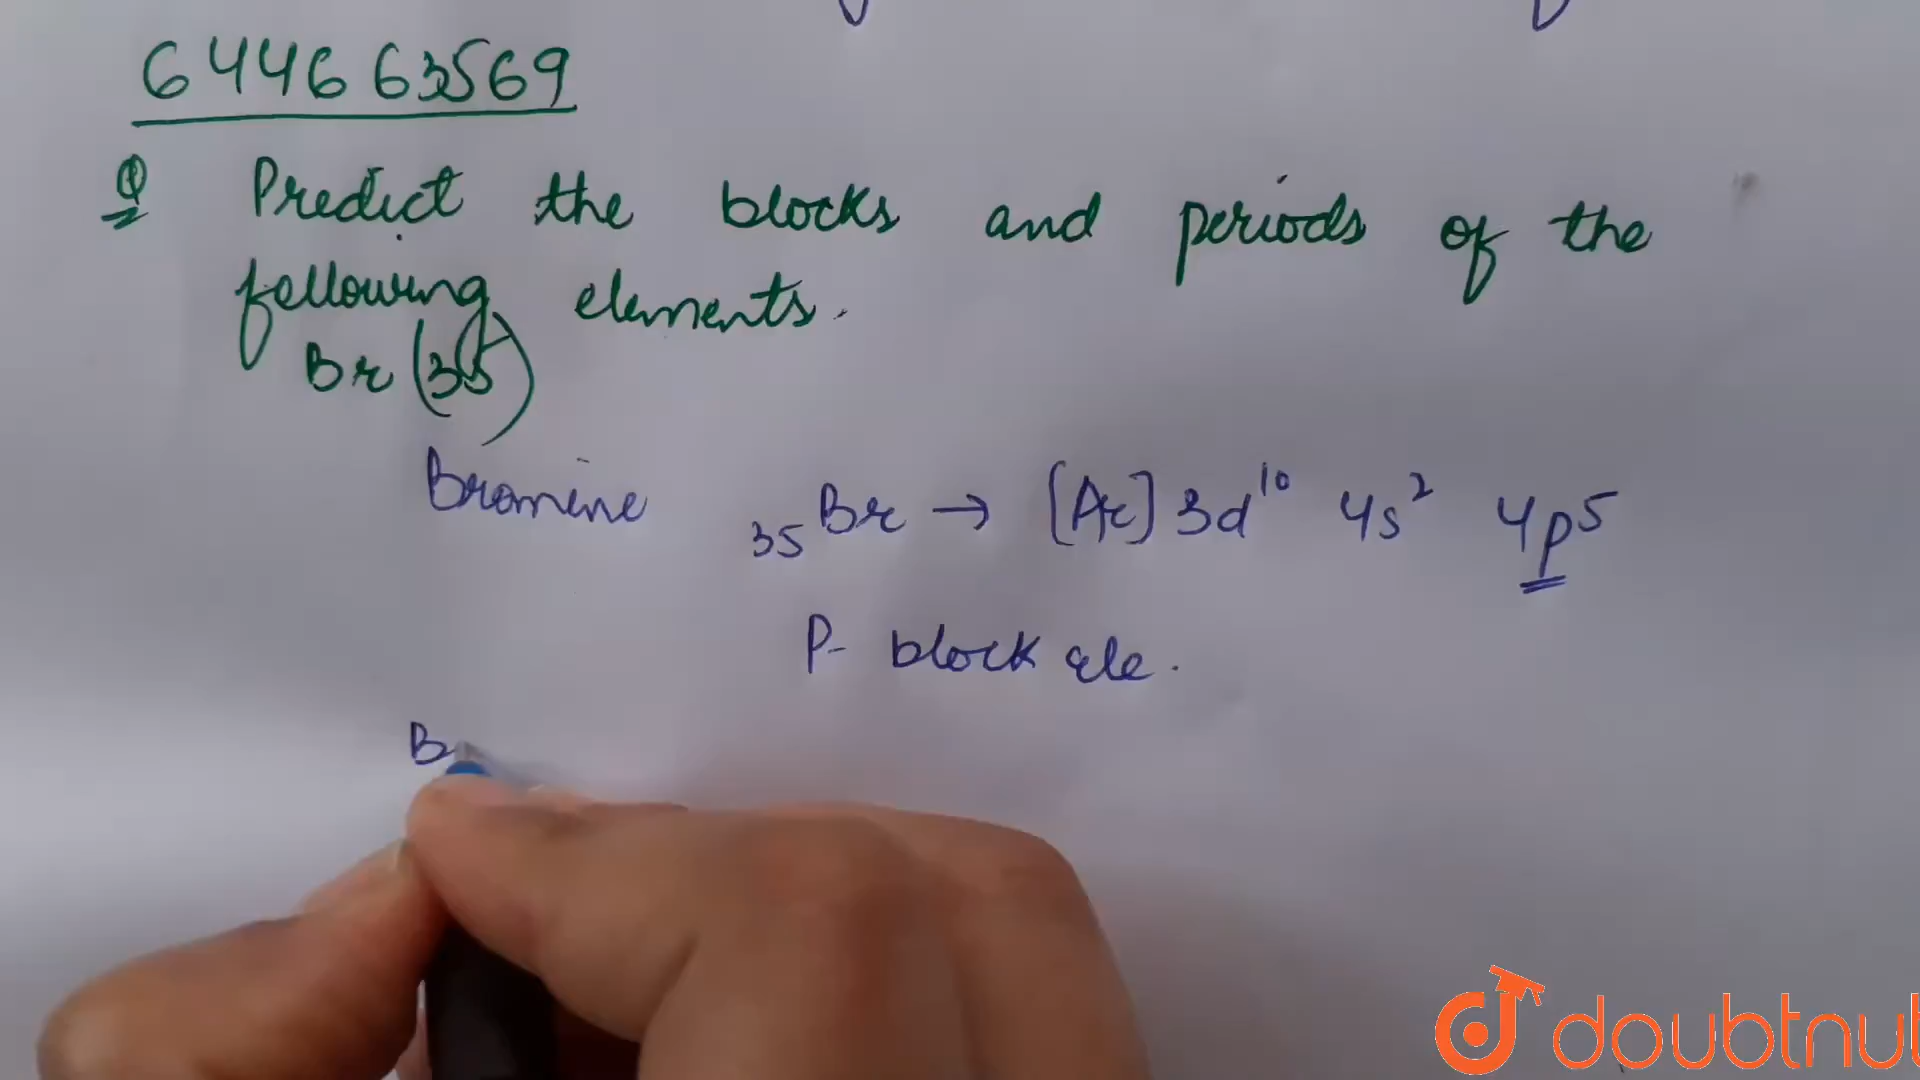 644663569
Q Predict the blocks and periods of the
following elements.
Br (35)
Bromine ₃₅Br → [Ar] 3d¹⁰ 4s² 4p⁵
P- block ele.
B
doubtnut